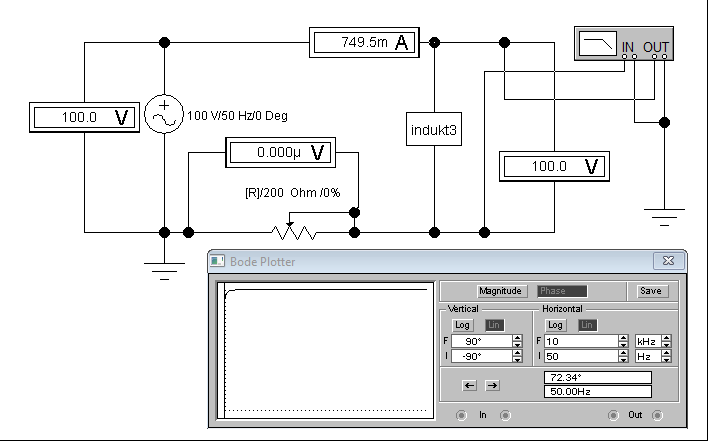 749.5m A
IN OUT
100.0 V
100 V/50 Hz/0 Deg
indukt3
0.000µ V
100.0 V
[R]/200 Ohm /0%
Bode Plotter
Magnitude Phase Save
Vertical Horizontal
Log Lin Log Lin
F 90° F 10 kHz
I -90° I 50 Hz
72.34°
← →
50.00Hz
In Out